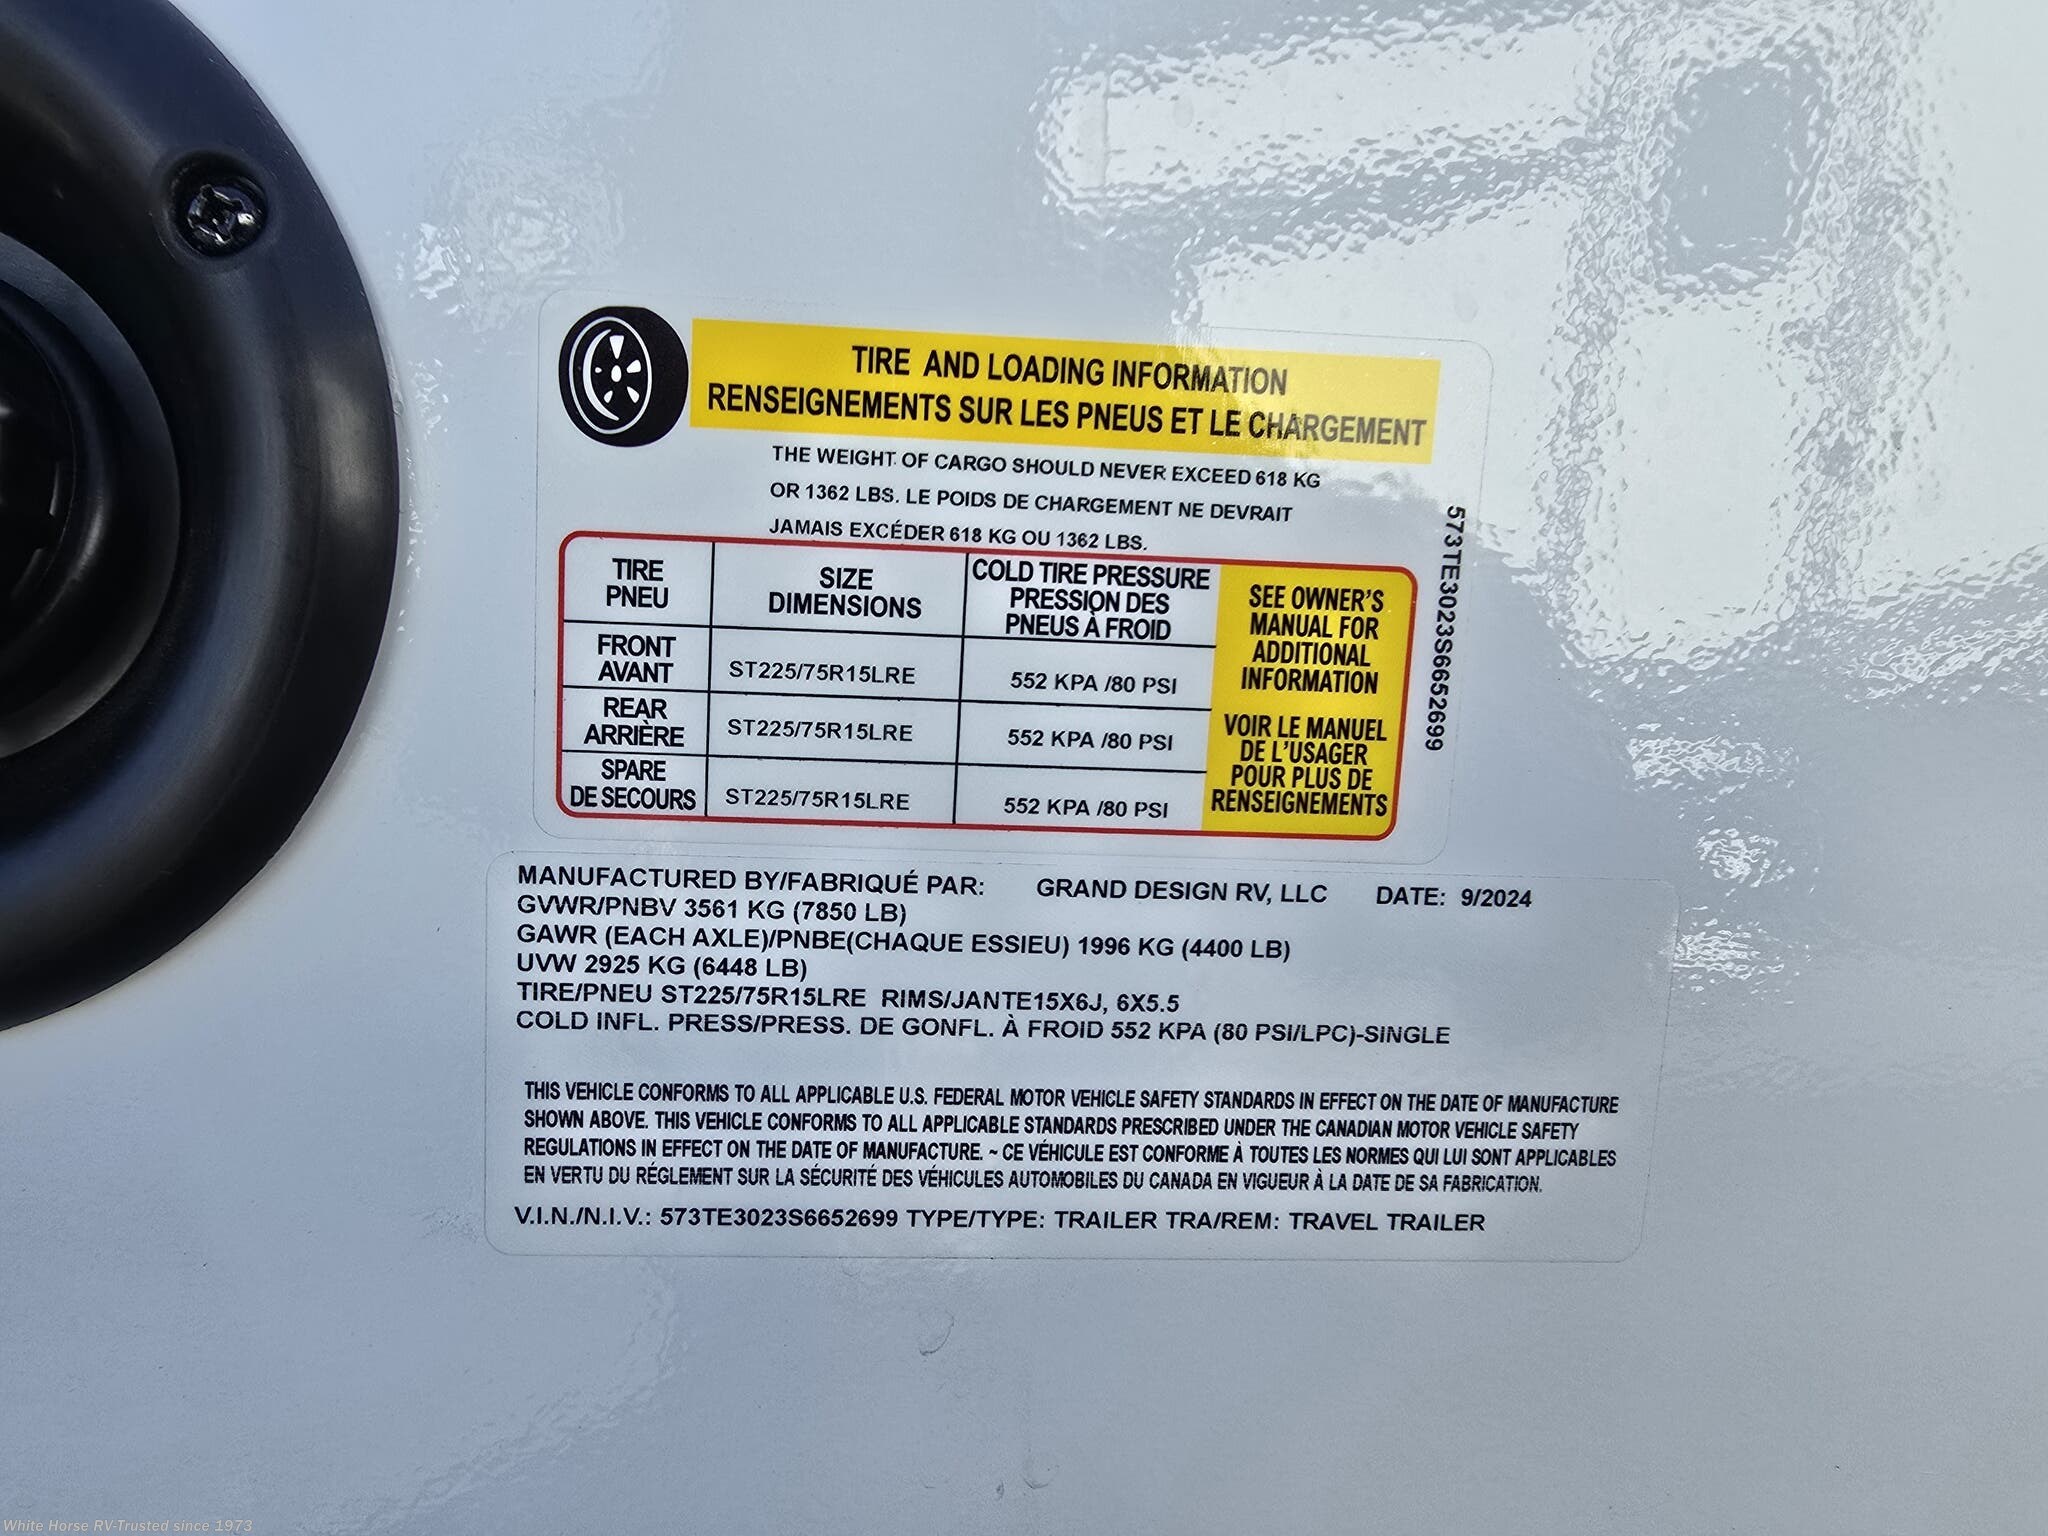 TIRE AND LOADING INFORMATION
RENSEIGNEMENTS SUR LES PNEUS ET LE CHARGEMENT
THE WEIGHT OF CARGO SHOULD NEVER EXCEED 618 KG
OR 1362 LBS. LE POIDS DE CHARGEMENT NE DEVRAIT
JAMAIS EXCÉDER 618 KG OU 1362 LBS.
TIRE
PNEU
SIZE
DIMENSIONS
COLD TIRE PRESSURE
PRESSION DES
PNEUS À FROID
FRONT
AVANT
ST225/75R15LRE
552 KPA /80 PSI
REAR
ARRIÈRE
ST225/75R15LRE
552 KPA /80 PSI
SPARE
DE SECOURS
ST225/75R15LRE
552 KPA /80 PSI
SEE OWNER'S
MANUAL FOR
ADDITIONAL
INFORMATION
VOIR LE MANUEL
DE L'USAGER
POUR PLUS DE
RENSEIGNEMENTS
573TE3023S6652699
MANUFACTURED BY/FABRIQUÉ PAR: GRAND DESIGN RV, LLC DATE: 9/2024
GVWR/PNBV 3561 KG (7850 LB)
GAWR (EACH AXLE)/PNBE(CHAQUE ESSIEU) 1996 KG (4400 LB)
UVW 2925 KG (6448 LB)
TIRE/PNEU ST225/75R15LRE RIMS/JANTE15X6J, 6X5.5
COLD INFL. PRESS/PRESS. DE GONFL. À FROID 552 KPA (80 PSI/LPC)-SINGLE
THIS VEHICLE CONFORMS TO ALL APPLICABLE U.S. FEDERAL MOTOR VEHICLE SAFETY STANDARDS IN EFFECT ON THE DATE OF MANUFACTURE
SHOWN ABOVE. THIS VEHICLE CONFORMS TO ALL APPLICABLE STANDARDS PRESCRIBED UNDER THE CANADIAN MOTOR VEHICLE SAFETY
REGULATIONS IN EFFECT ON THE DATE OF MANUFACTURE. ~ CE VÉHICULE EST CONFORME À TOUTES LES NORMES QUI LUI SONT APPLICABLES
EN VERTU DU RÉGLEMENT SUR LA SÉCURITÉ DES VÉHICULES AUTOMOBILES DU CANADA EN VIGUEUR À LA DATE DE SA FABRICATION.
V.I.N./N.I.V.: 573TE3023S6652699 TYPE/TYPE: TRAILER TRA/REM: TRAVEL TRAILER
White Horse RV-Trusted since 1973